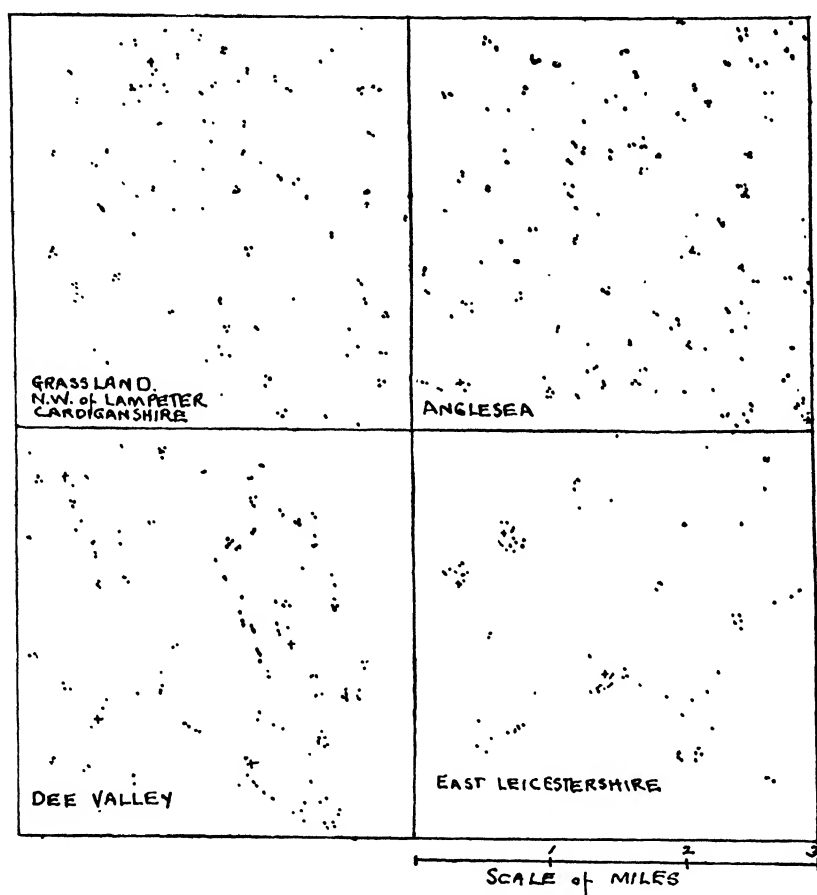 GRASSLAND.
N.W. of LAMPETER
CARDIGANSHIRE
ANGLESEA
DEE VALLEY
EAST LEICESTERSHIRE
1 2 3
SCALE of MILES